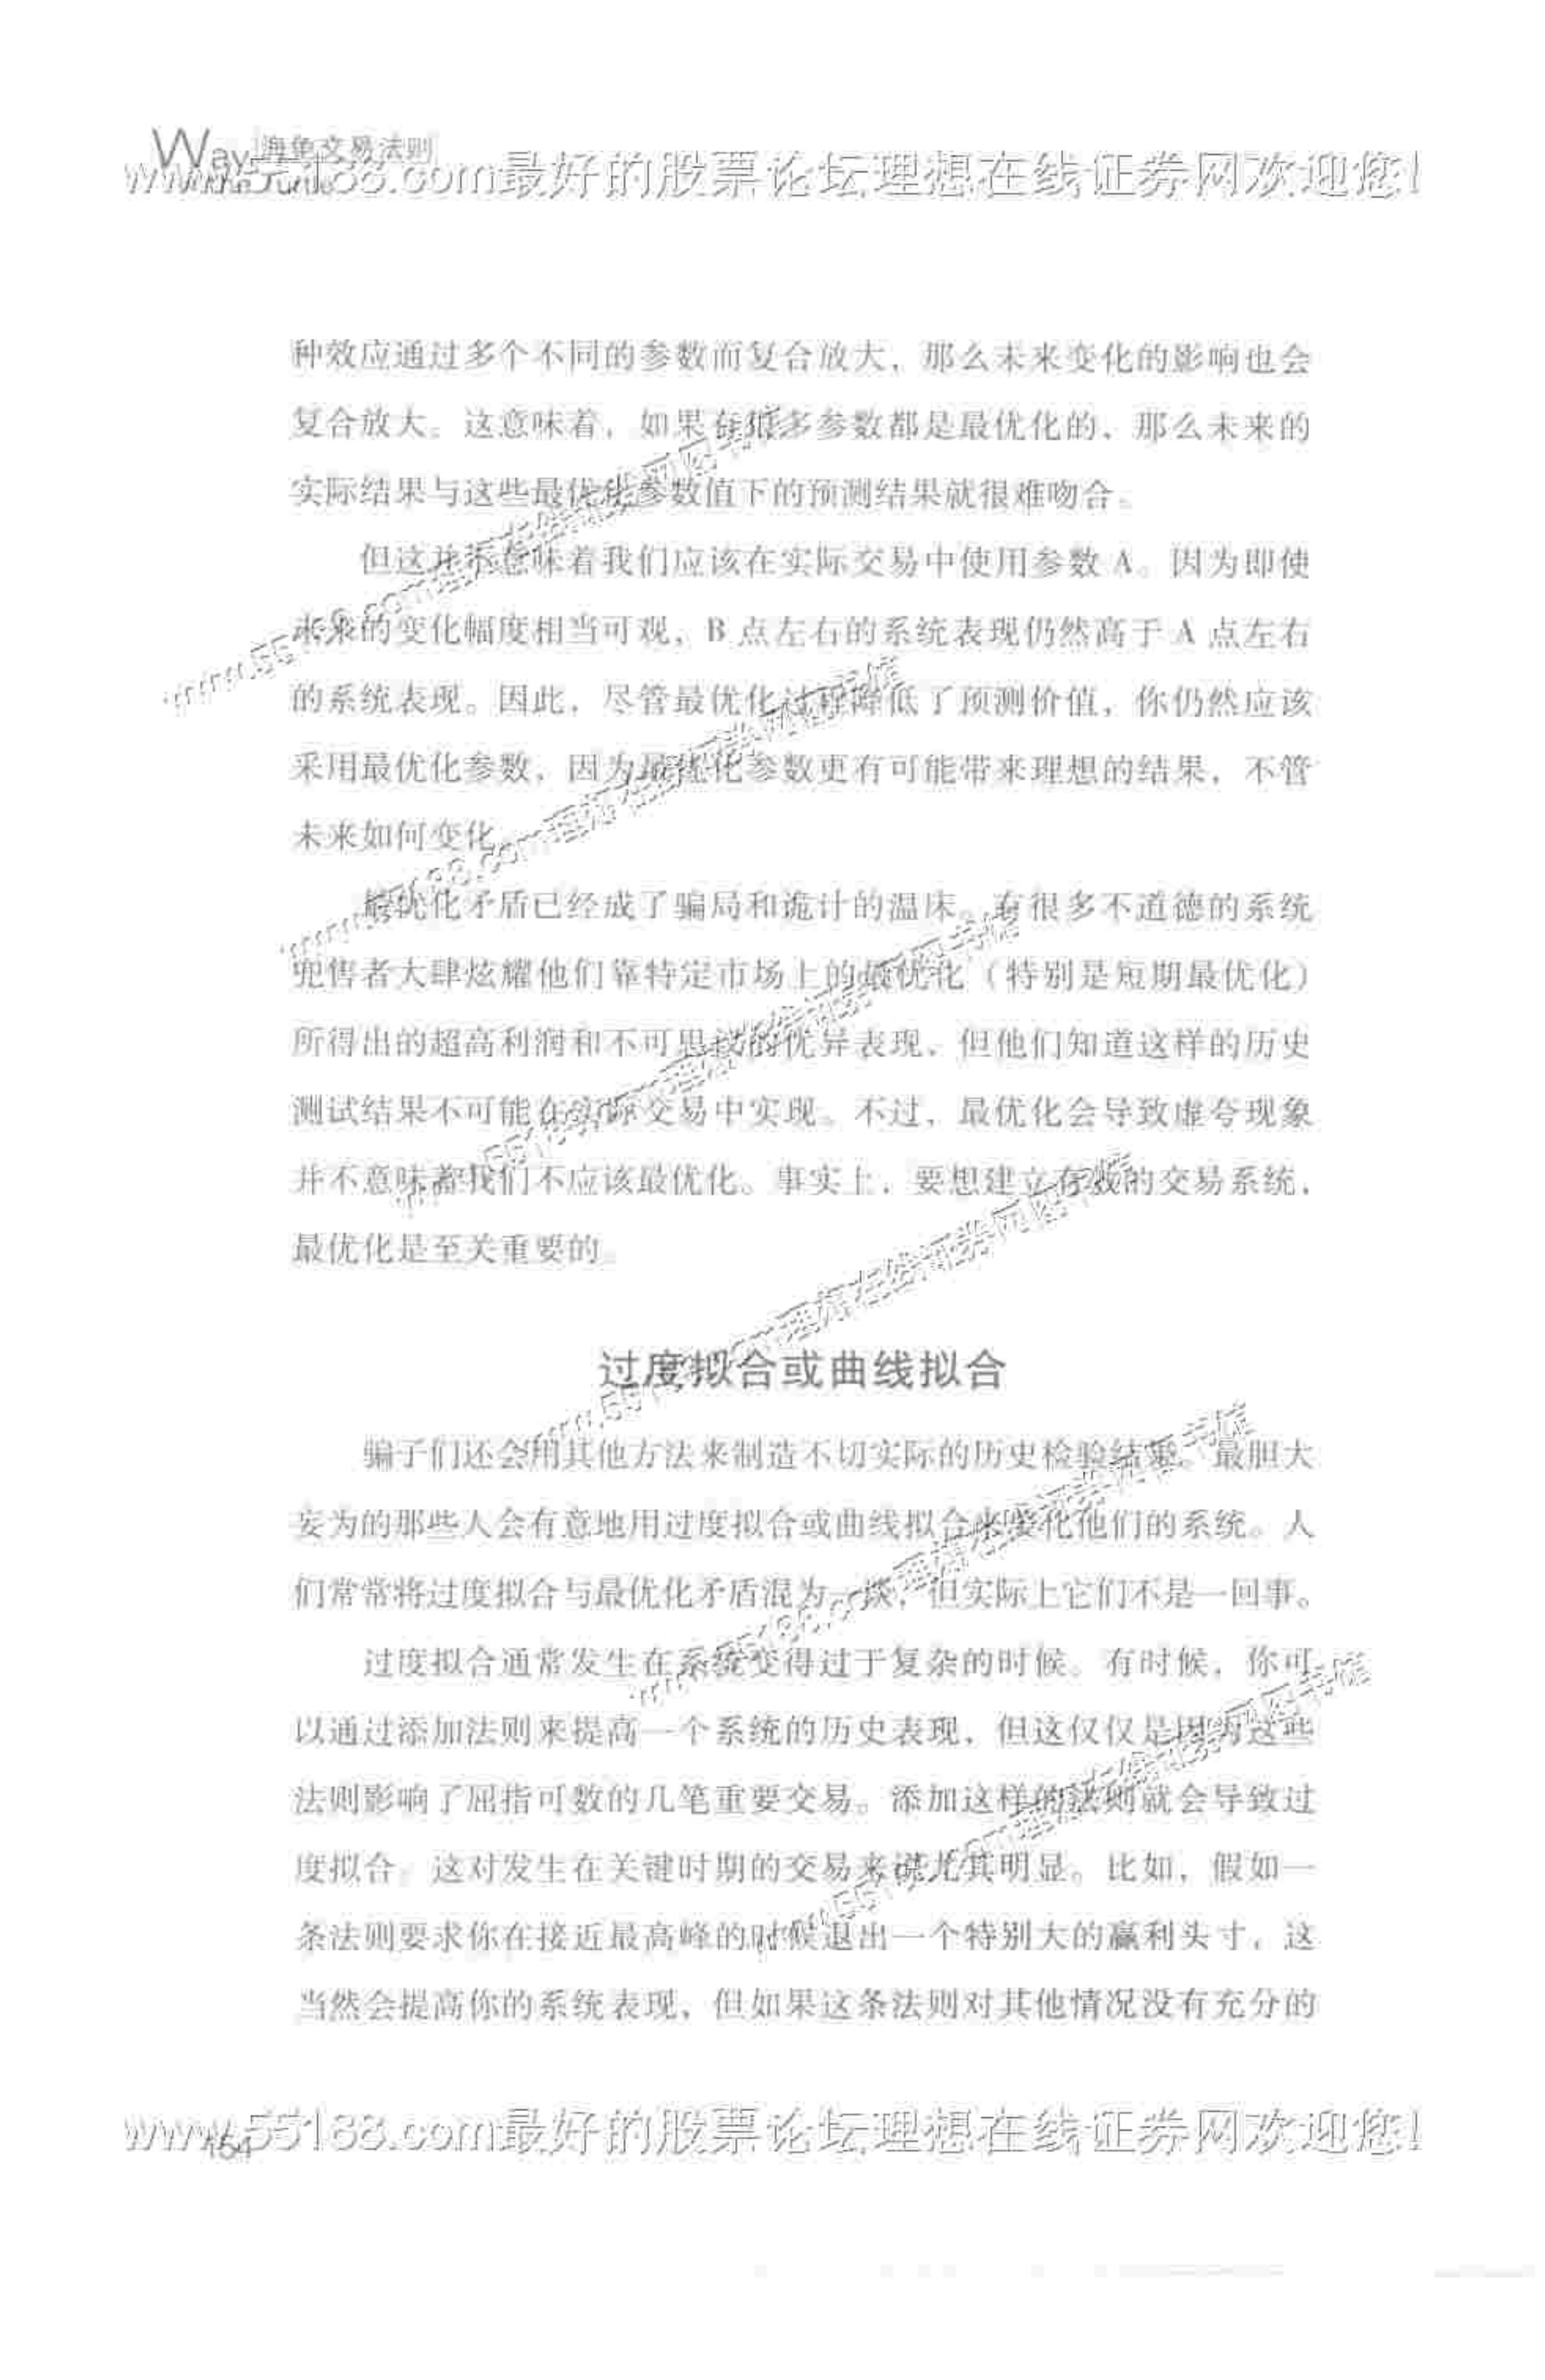 Way 海龟交易法则
www.55188.com最好的股票论坛理想在线证券网欢迎您!
种效应通过多个不同的参数而复合放大，那么未来变化的影响也会
复合放大。这意味着，如果有很多参数都是最优化的，那么未来的
实际结果与这些最优化参数值下的预测结果就很难吻合。
但这并不意味着我们应该在实际交易中使用参数 A。因为即使
未来的变化幅度相当可观，B 点左右的系统表现仍然高于 A 点左右
的系统表现。因此，尽管最优化过程降低了预测价值，你仍然应该
采用最优化参数，因为最优化参数更有可能带来理想的结果，不管
未来如何变化。
最优化矛盾已经成了骗局和诡计的温床。有很多不道德的系统
兜售者大肆炫耀他们靠特定市场上的最优化（特别是短期最优化）
所得出的超高利润和不可思议的优异表现，但他们知道这样的历史
测试结果不可能在实际交易中实现。不过，最优化会导致虚夸现象
并不意味着我们不应该最优化。事实上，要想建立有效的交易系统，
最优化是至关重要的。
过度拟合或曲线拟合
骗子们还会用其他方法来制造不切实际的历史检验结果。最胆大
妄为的那些人会有意地用过度拟合或曲线拟合来美化他们的系统。人
们常常将过度拟合与最优化矛盾混为一谈，但实际上它们不是一回事。
过度拟合通常发生在系统变得过于复杂的时候。有时候，你可
以通过添加法则来提高一个系统的历史表现，但这仅仅是因为这些
法则影响了屈指可数的几笔重要交易。添加这样的法则就会导致过
度拟合。这对发生在关键时期的交易来说尤其明显。比如，假如一
条法则要求你在接近最高峰的时候退出一个特别大的赢利头寸，这
当然会提高你的系统表现，但如果这条法则对其他情况没有充分的
www.55188.com最好的股票论坛理想在线证券网欢迎您!
164